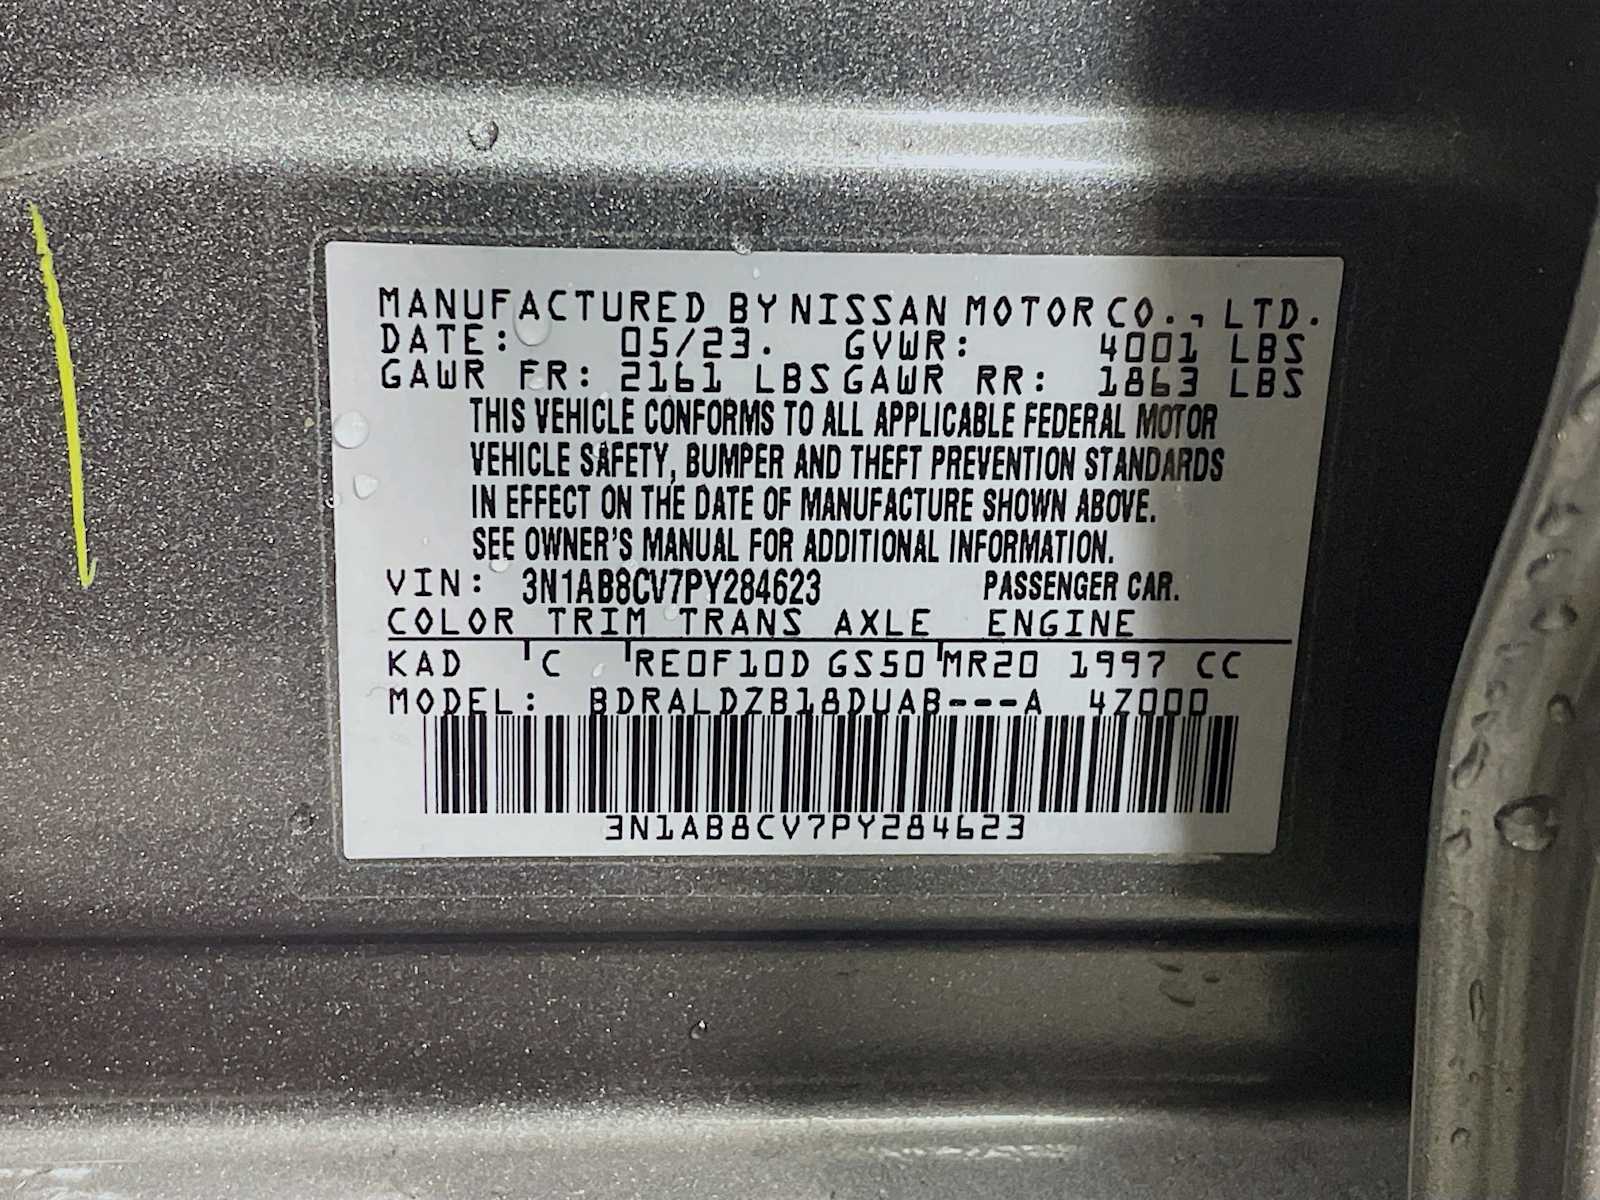 MANUFACTURED BY NISSAN MOTOR CO., LTD.
DATE: 05/23. GVWR: 4001 LBS
GAWR FR: 2161 LBS GAWR RR: 1863 LBS
THIS VEHICLE CONFORMS TO ALL APPLICABLE FEDERAL MOTOR
VEHICLE SAFETY, BUMPER AND THEFT PREVENTION STANDARDS
IN EFFECT ON THE DATE OF MANUFACTURE SHOWN ABOVE.
SEE OWNER'S MANUAL FOR ADDITIONAL INFORMATION.
VIN: 3N1AB8CV7PY284623 PASSENGER CAR.
COLOR TRIM TRANS AXLE ENGINE
KAD C RE0F10D GS50 MR20 1997 CC
MODEL: BDRALDZB18DUAB---A 4Z000
3N1AB8CV7PY284623